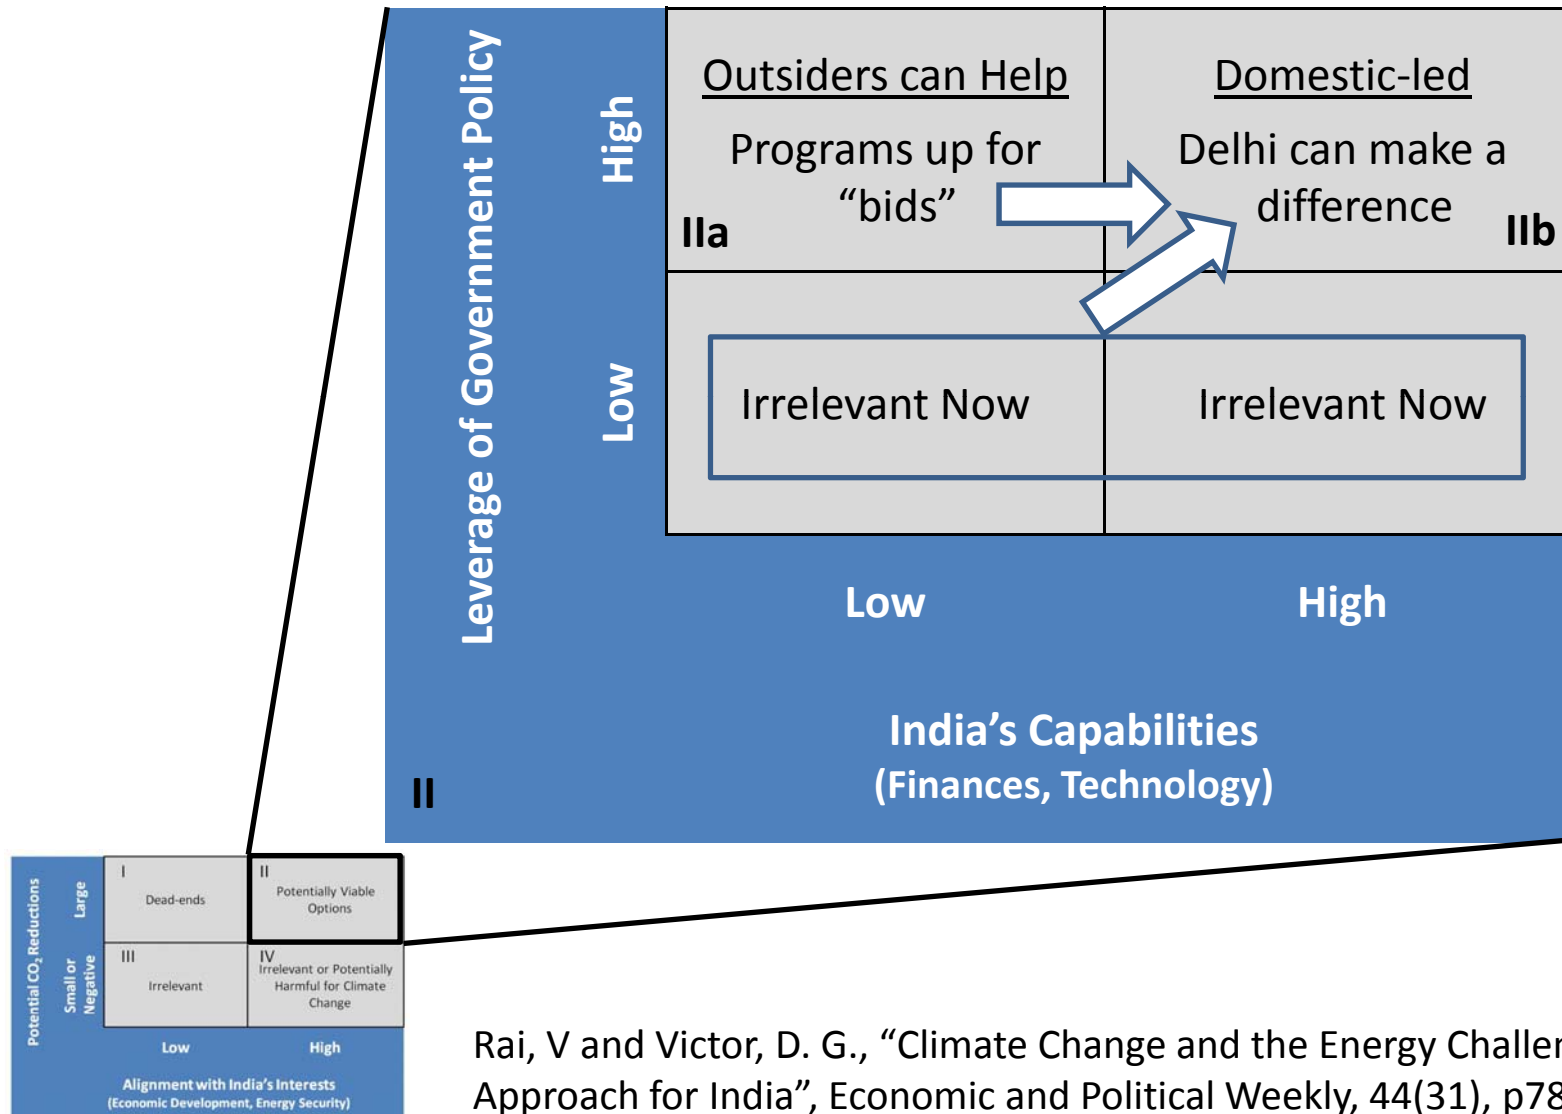 Leverage of Government Policy
High
Low
Outsiders can Help
Programs up for
“bids”
IIa
Domestic-led
Delhi can make a
difference
IIb
Irrelevant Now
Irrelevant Now
Low
High
India’s Capabilities
(Finances, Technology)
II
Potential CO₂ Reductions
Large
Small or
Negative
I
Dead-ends
II
Potentially Viable
Options
III
Irrelevant
IV
Irrelevant or Potentially
Harmful for Climate
Change
Low
High
Alignment with India's Interests
(Economic Development, Energy Security)
Rai, V and Victor, D. G., “Climate Change and the Energy
Approach for India”, Economic and Political Weekly, 44(31),